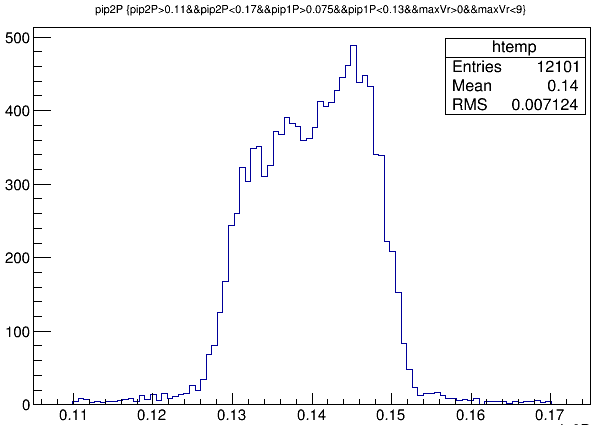 pip2P {pip2P>0.11&&pip2P<0.17&&pip1P>0.075&&pip1P<0.13&&maxVr>0&&maxVr<9}
htemp
Entries 12101
Mean 0.14
RMS 0.007124
500
400
300
200
100
0
0.11 0.12 0.13 0.14 0.15 0.16 0.17